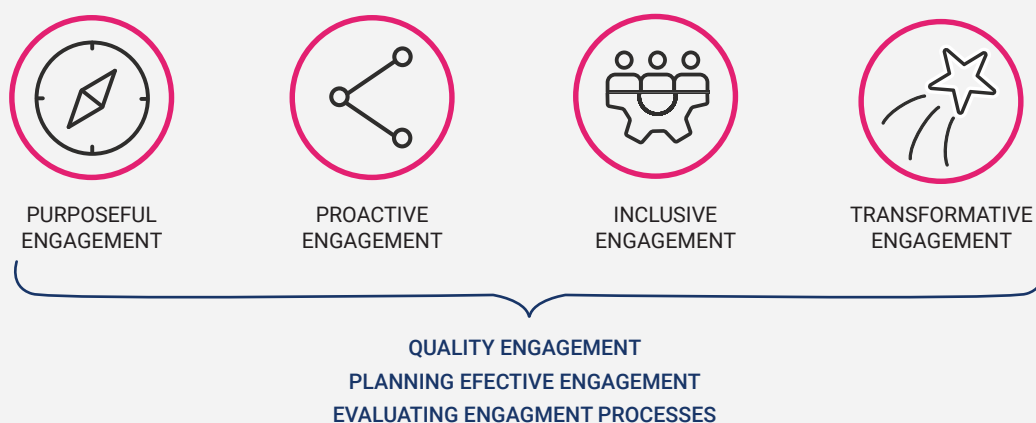 PURPOSEFUL
ENGAGEMENT
PROACTIVE
ENGAGEMENT
INCLUSIVE
ENGAGEMENT
TRANSFORMATIVE
ENGAGEMENT
QUALITY ENGAGEMENT
PLANNING EFECTIVE ENGAGEMENT
EVALUATING ENGAGMENT PROCESSES